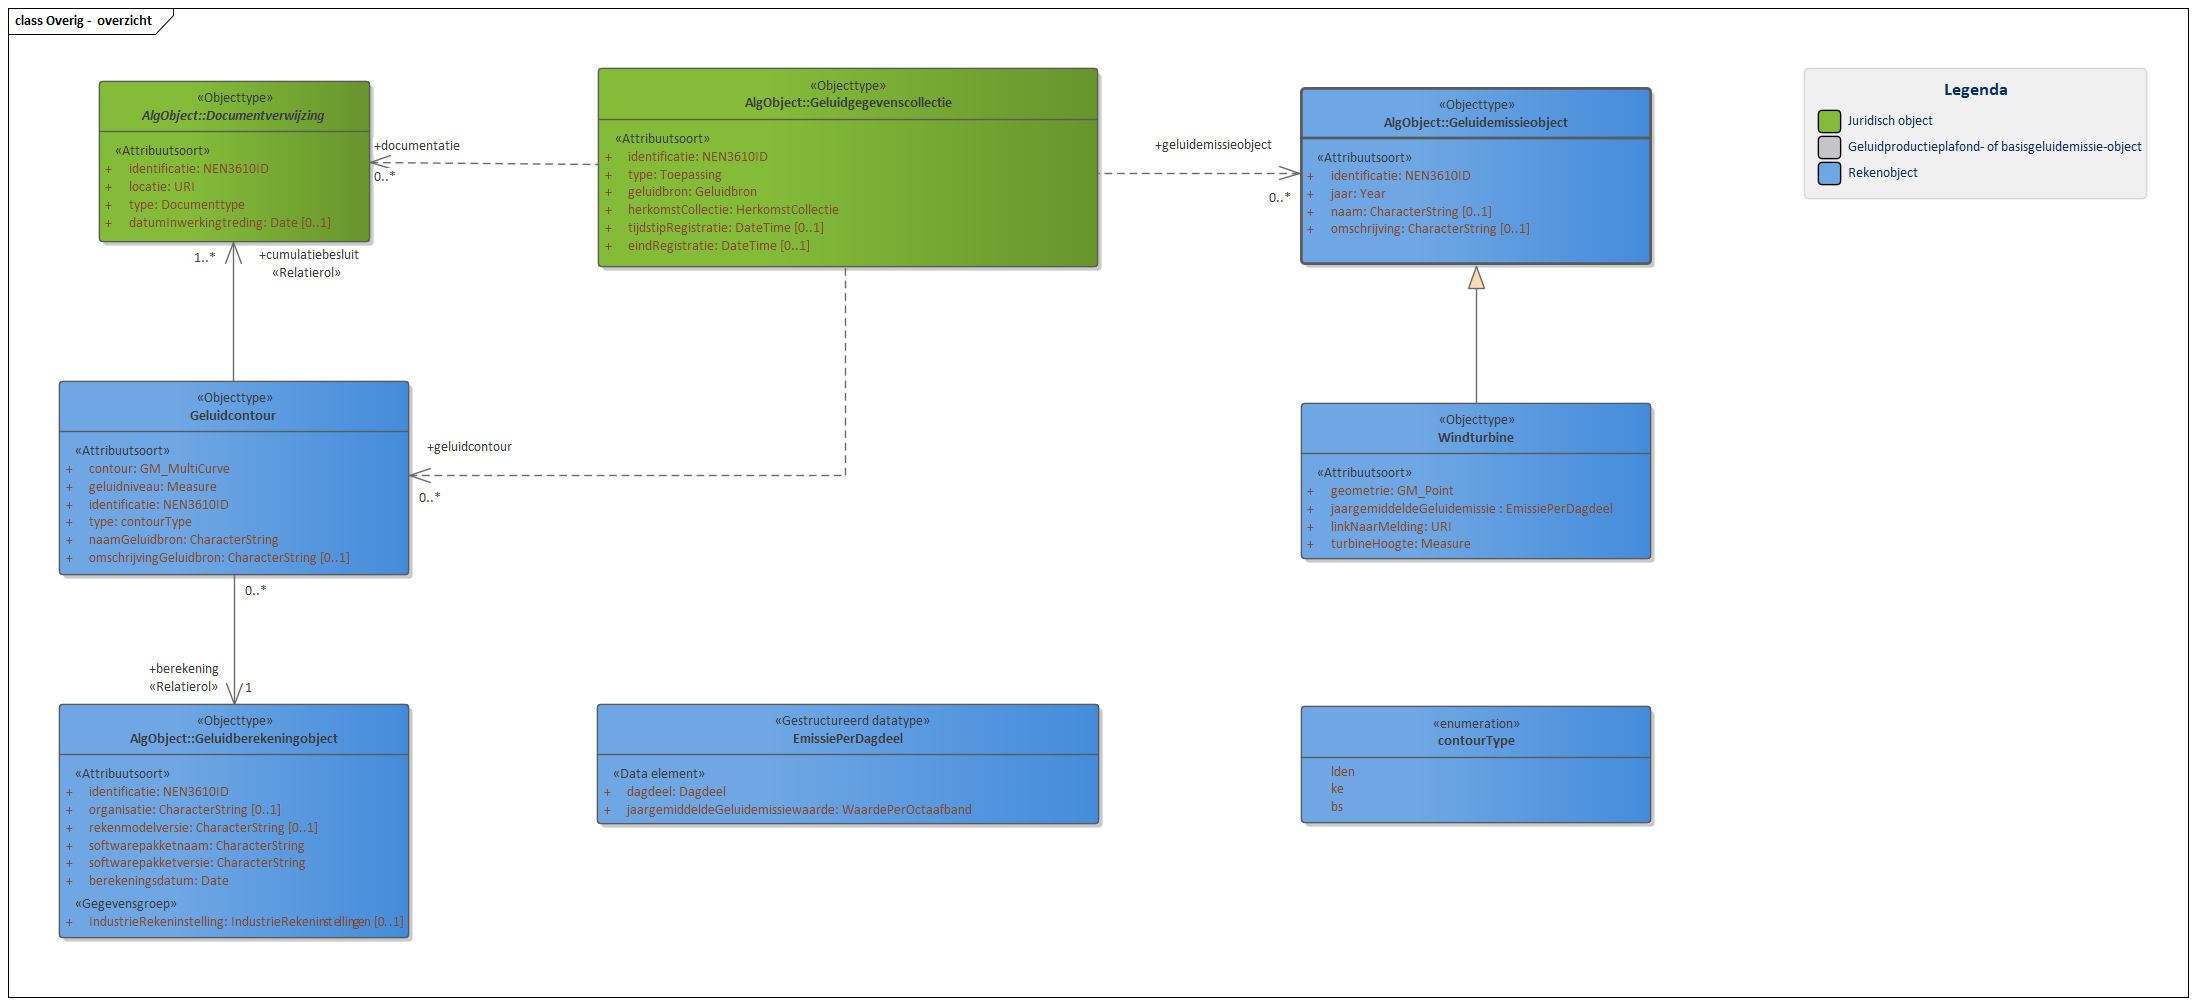 class Overig - overzicht
«Objecttype»
AlgObject::Documentverwijzing
«Attribuutsoort»
+ identificatie: NEN3610ID
+ locatie: URI
+ type: Documenttype
+ datumInwerkingtreding: Date [0..1]
+documentatie
0..*
«Objecttype»
AlgObject::Geluidgegevenscollectie
«Attribuutsoort»
+ identificatie: NEN3610ID
+ type: Toepassing
+ geluidbron: Geluidbron
+ herkomstCollectie: HerkomstCollectie
+ tijdstipRegistratie: DateTime [0..1]
+ eindRegistratie: DateTime [0..1]
+geluidemissieobject
0..*
«Objecttype»
AlgObject::Geluidemissieobject
«Attribuutsoort»
+ identificatie: NEN3610ID
+ jaar: Year
+ naam: CharacterString [0..1]
+ omschrijving: CharacterString [0..1]
Legenda
Juridisch object
Geluidproductieplafond- of basisgeluidemissie-object
Rekenobject
1..*
+cumulatiebesluit
«Relatierol»
«Objecttype»
Geluidcontour
«Attribuutsoort»
+ contour: GM_MultiCurve
+ geluidniveau: Measure
+ identificatie: NEN3610ID
+ type: contourType
+ naamGeluidbron: CharacterString
+ omschrijvingGeluidbron: CharacterString [0..1]
+geluidcontour
0..*
«Objecttype»
Windturbine
«Attribuutsoort»
+ geometrie: GM_Point
+ jaargemiddeldeGeluidemissie : EmissiePerDagdeel
+ linkNaarMelding: URI
+ turbineHoogte: Measure
0..*
+berekening
«Relatierol»
1
«Objecttype»
AlgObject::Geluidberekeningobject
«Attribuutsoort»
+ identificatie: NEN3610ID
+ organisatie: CharacterString [0..1]
+ rekenmodelversie: CharacterString [0..1]
+ softwarepakketnaam: CharacterString
+ softwarepakketversie: CharacterString
+ berekeningsdatum: Date
«Gegevensgroep»
+ IndustrieRekeninstelling: IndustrieRekeninstellingen [0..1]
«Gestructureerd datatype»
EmissiePerDagdeel
«Data element»
+ dagdeel: Dagdeel
+ jaargemiddeldeGeluidemissiewaarde: WaardePerOctaafband
«enumeration»
contourType
lden
ke
bs